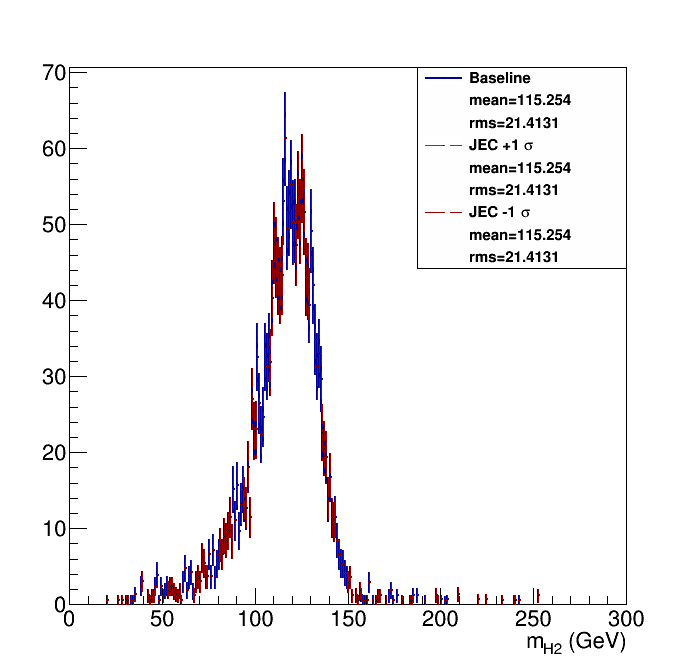 70
60
50
40
30
20
10
0
0 50 100 150 200 250 300
m_H2 (GeV)
Baseline
mean=115.254
rms=21.4131
JEC +1 σ
mean=115.254
rms=21.4131
JEC -1 σ
mean=115.254
rms=21.4131